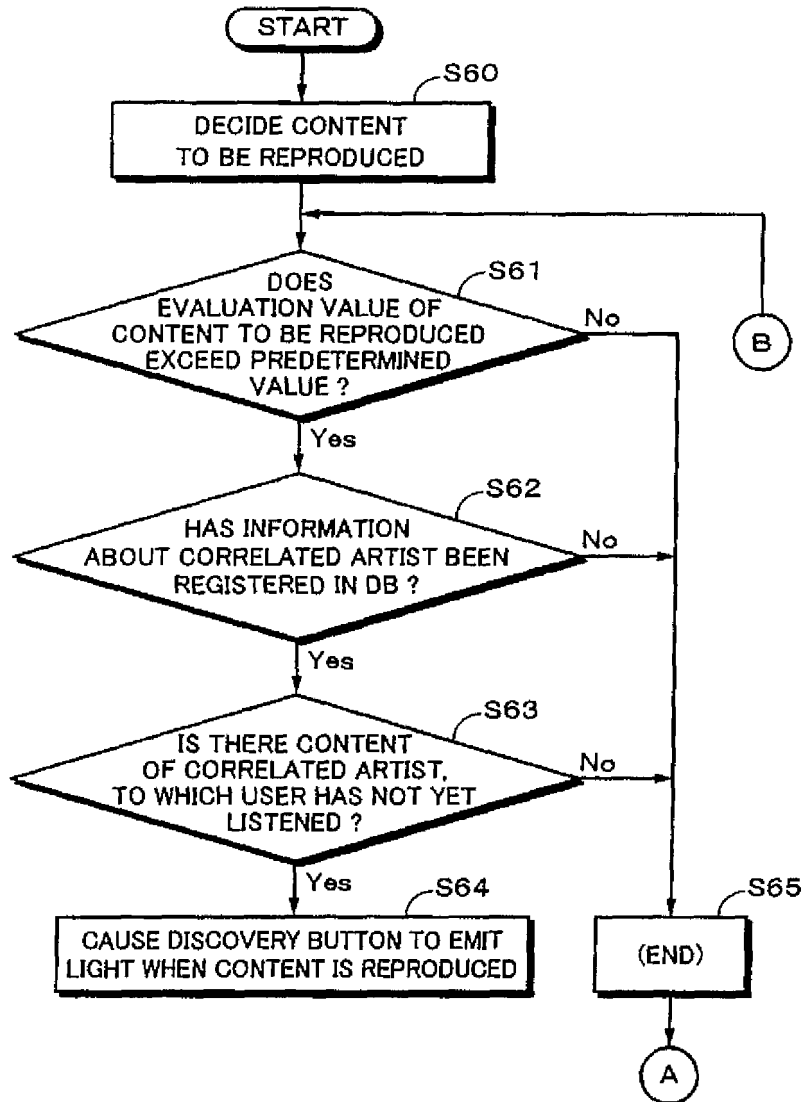 START
S60
DECIDE CONTENT
TO BE REPRODUCED
S61
DOES
EVALUATION VALUE OF
CONTENT TO BE REPRODUCED
EXCEED PREDETERMINED
VALUE ?
No
B
Yes
S62
HAS INFORMATION
ABOUT CORRELATED ARTIST BEEN
REGISTERED IN DB ?
No
Yes
S63
IS THERE CONTENT
OF CORRELATED ARTIST,
TO WHICH USER HAS NOT YET
LISTENED ?
No
Yes
S64
CAUSE DISCOVERY BUTTON TO EMIT
LIGHT WHEN CONTENT IS REPRODUCED
S65
(END)
A